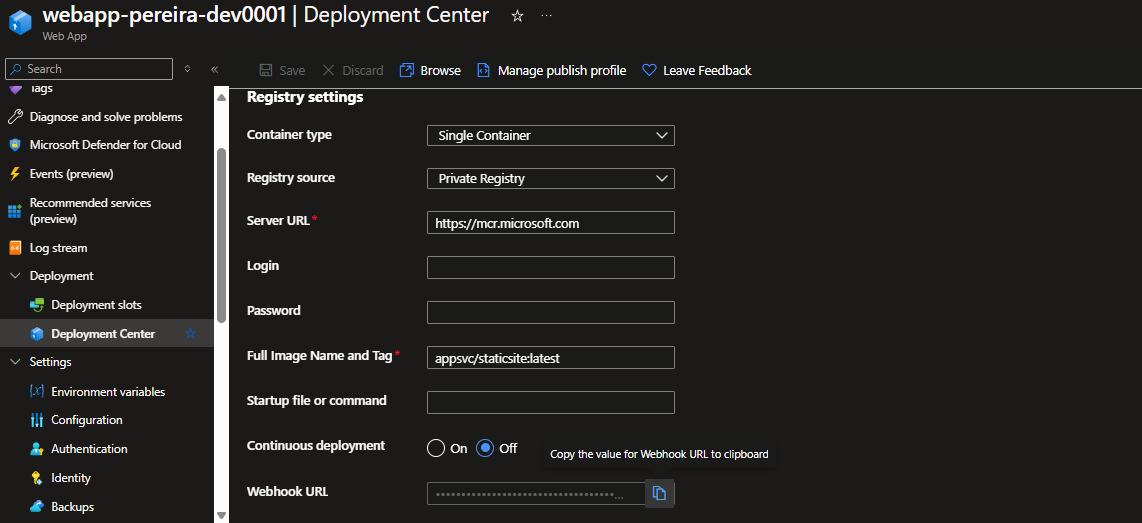 webapp-pereira-dev0001 | Deployment Center
Web App
Search
Save
Discard
Browse
Manage publish profile
Leave Feedback
Tags
Diagnose and solve problems
Microsoft Defender for Cloud
Events (preview)
Recommended services
(preview)
Log stream
Deployment
Deployment slots
Deployment Center
Settings
Environment variables
Configuration
Authentication
Identity
Backups
Registry settings
Container type
Single Container
Registry source
Private Registry
Server URL*
https://mcr.microsoft.com
Login
Password
Full Image Name and Tag*
appsvc/staticsite:latest
Startup file or command
Continuous deployment
On
Off
Copy the value for Webhook URL to clipboard
Webhook URL